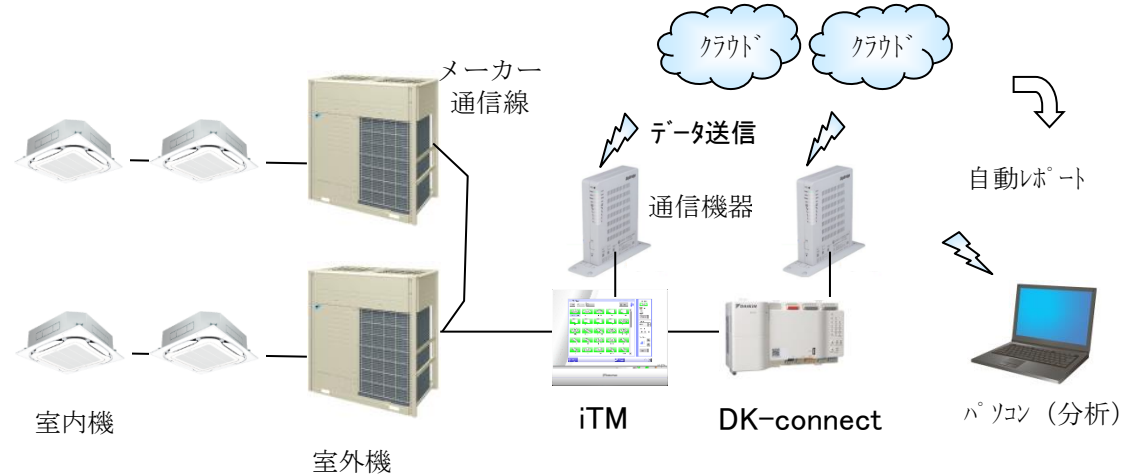 ｸﾗｳﾄﾞ
ｸﾗｳﾄﾞ
メーカー
通信線
ﾃﾞｰﾀ送信
通信機器
自動ﾚﾎﾟｰﾄ
iTM
DK-connect
ﾊﾟｿｺﾝ（分析）
室内機
室外機